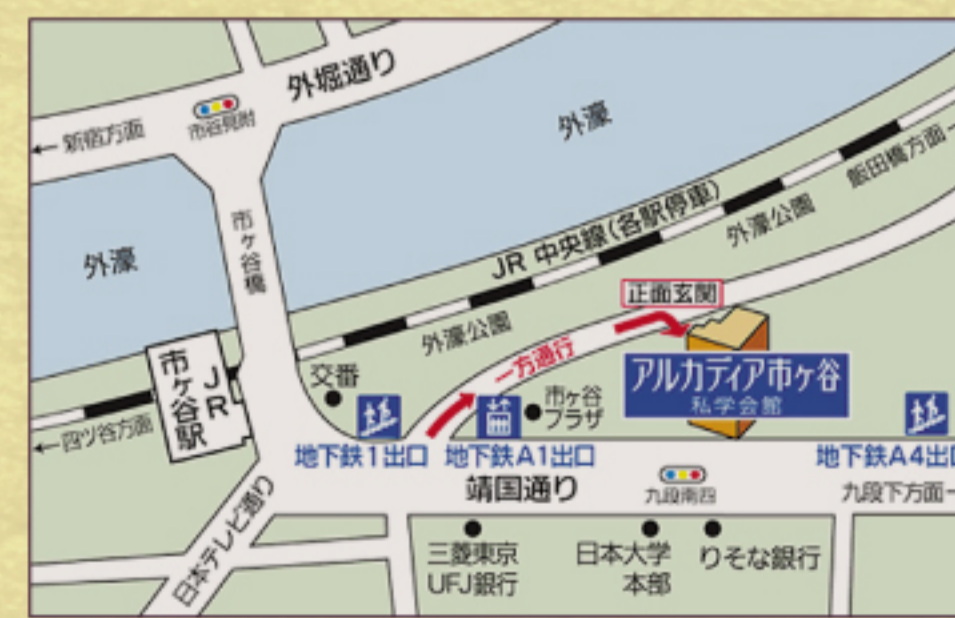 外堀通り
市谷見附
←新宿方面
外濠
飯田橋方面→
市ヶ谷橋
外濠
JR 中央線(各駅停車)
外濠公園
正面玄関
外濠公園
一方通行
JR
市ヶ谷駅
交番
市ヶ谷
プラザ
アルカディア市ヶ谷
私学会館
←四ツ谷方面
地下鉄1出口
地下鉄A1出口
地下鉄A4出口
靖国通り
九段南四
九段下方面→
日本テレビ通り
三菱東京
UFJ銀行
日本大学
本部
りそな銀行